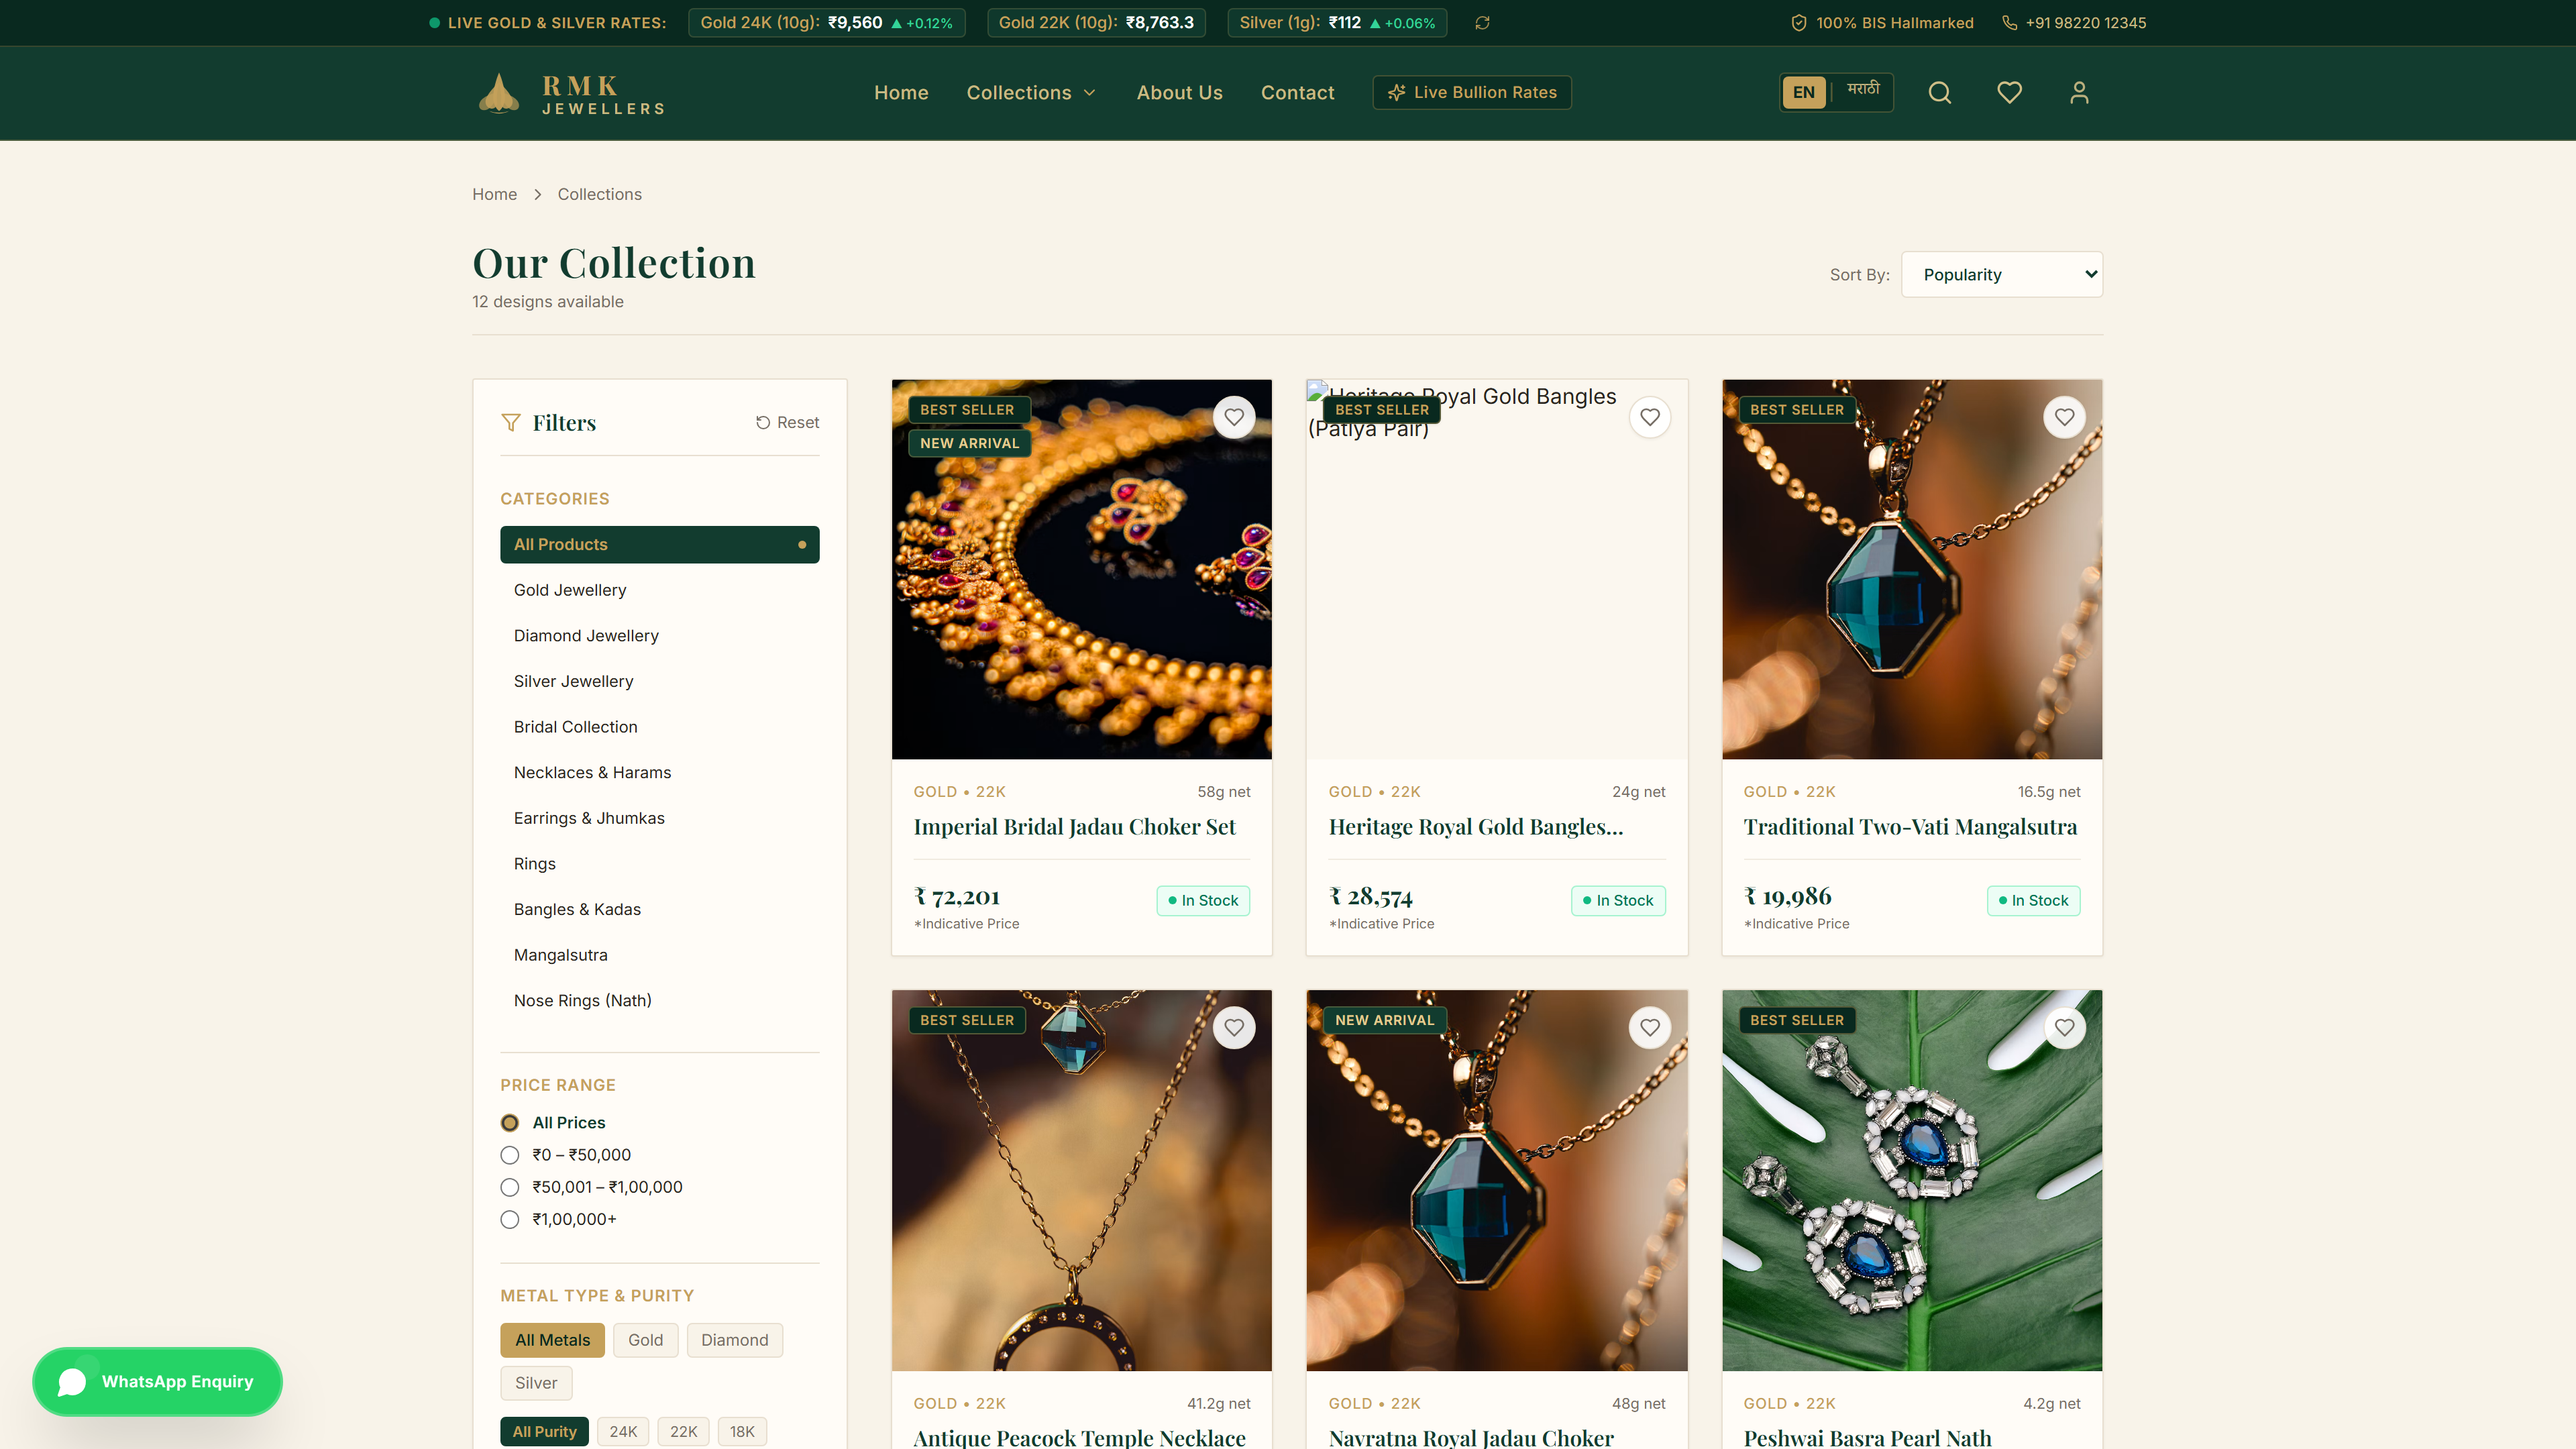 LIVE GOLD & SILVER RATES: Gold 24K (10g): ₹9,560 ▲ +0.12% Gold 22K (10g): ₹8,763.3 Silver (1g): ₹112 ▲ +0.06% 100% BIS Hallmarked +91 98220 12345
RMK
JEWELLERS
Home Collections About Us Contact Live Bullion Rates EN मराठी
Home > Collections
Our Collection
12 designs available
Sort By: Popularity
Filters Reset
CATEGORIES
All Products
Gold Jewellery
Diamond Jewellery
Silver Jewellery
Bridal Collection
Necklaces & Harams
Earrings & Jhumkas
Rings
Bangles & Kadas
Mangalsutra
Nose Rings (Nath)
PRICE RANGE
All Prices
₹0 – ₹50,000
₹50,001 – ₹1,00,000
₹1,00,000+
METAL TYPE & PURITY
All Metals Gold Diamond
Silver
All Purity 24K 22K 18K
BEST SELLER
NEW ARRIVAL
GOLD • 22K 58g net
Imperial Bridal Jadau Choker Set
₹ 72,201 In Stock
*Indicative Price
Heritage Royal Gold Bangles
(Patiya Pair)
BEST SELLER
GOLD • 22K 24g net
Heritage Royal Gold Bangles...
₹ 28,574 In Stock
*Indicative Price
BEST SELLER
GOLD • 22K 16.5g net
Traditional Two-Vati Mangalsutra
₹ 19,986 In Stock
*Indicative Price
BEST SELLER
GOLD • 22K 41.2g net
Antique Peacock Temple Necklace
NEW ARRIVAL
GOLD • 22K 48g net
Navratna Royal Jadau Choker
BEST SELLER
GOLD • 22K 4.2g net
Peshwai Basra Pearl Nath
WhatsApp Enquiry